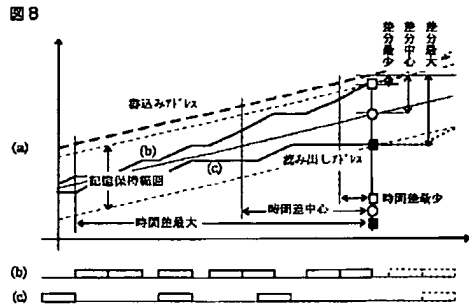 図8
差分最少
差分中心
差分最大
書込みアドレス
(a)
(b)
(c)
読み出しアドレス
記憶保持範囲
時間差最少
時間差中心
時間差最大
(b)
(c)